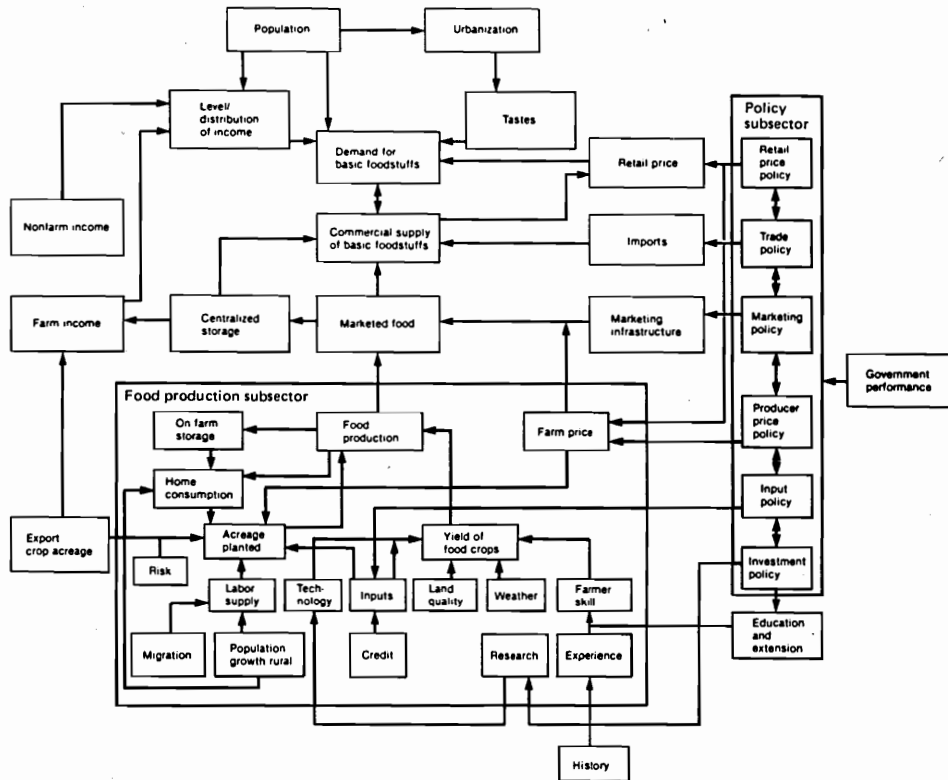 Population
Urbanization
Level/
distribution
of income
Tastes
Policy
subsector
Demand for
basic foodstuffs
Retail price
Retail
price
policy
Nonfarm income
Commercial supply
of basic foodstuffs
Imports
Trade
policy
Farm income
Centralized
storage
Marketed food
Marketing
infrastructure
Marketing
policy
Government
performance
Food production subsector
On farm
storage
Food
production
Farm price
Producer
price
policy
Home
consumption
Input
policy
Export
crop acreage
Acreage
planted
Yield of
food crops
Investment
policy
Risk
Labor
supply
Tech-
nology
Inputs
Land
quality
Weather
Farmer
skill
Education
and
extension
Migration
Population
growth rural
Credit
Research
Experience
History